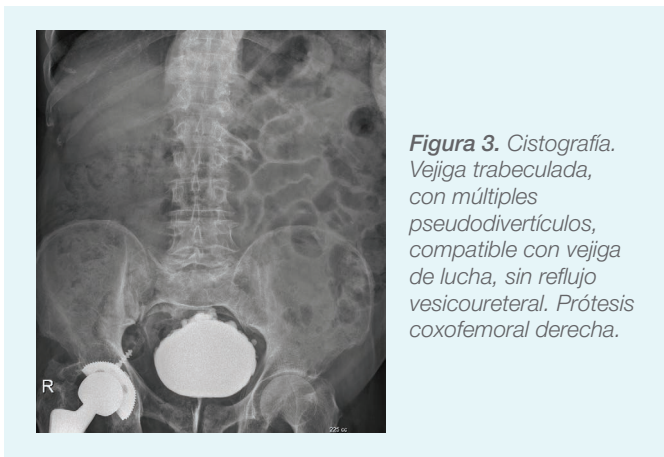 Figura 3. Cistografía.
Vejiga trabeculada,
con múltiples
pseudodivertículos,
compatible con vejiga
de lucha, sin reflujo
vesicoureteral. Prótesis
coxofemoral derecha.
R
225 cc